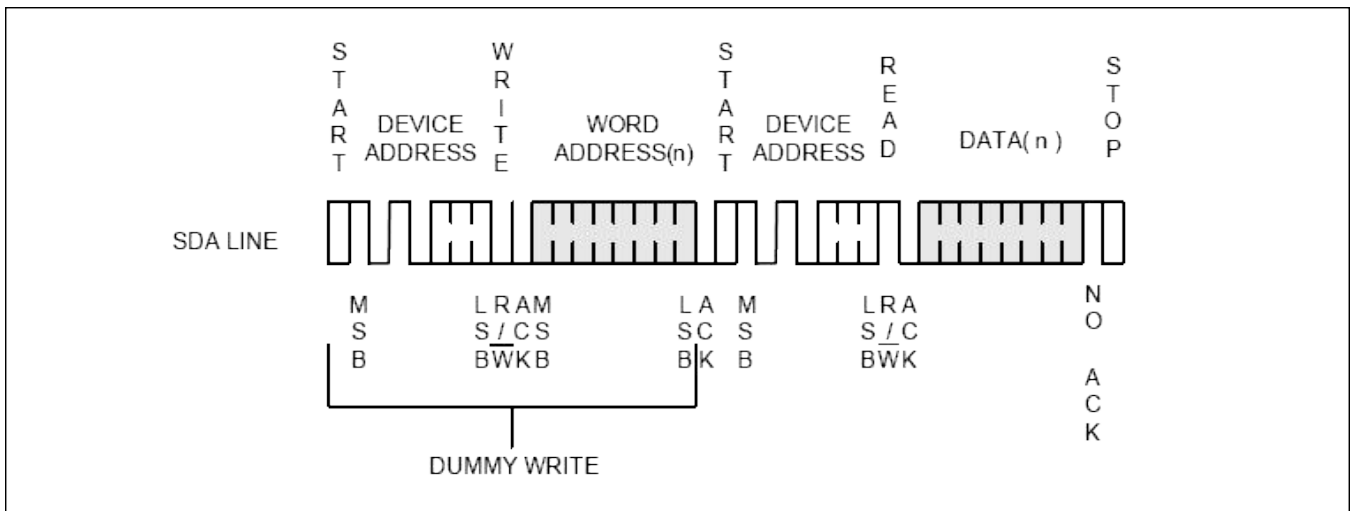 START
DEVICE
ADDRESS
WRITE
WORD
ADDRESS(n)
START
DEVICE
ADDRESS
READ
DATA( n )
STOP
SDA LINE
MSB
LSB
R/W
ACK
MSB
LSB
ACK
MSB
LSB
R/W
ACK
NO ACK
DUMMY WRITE